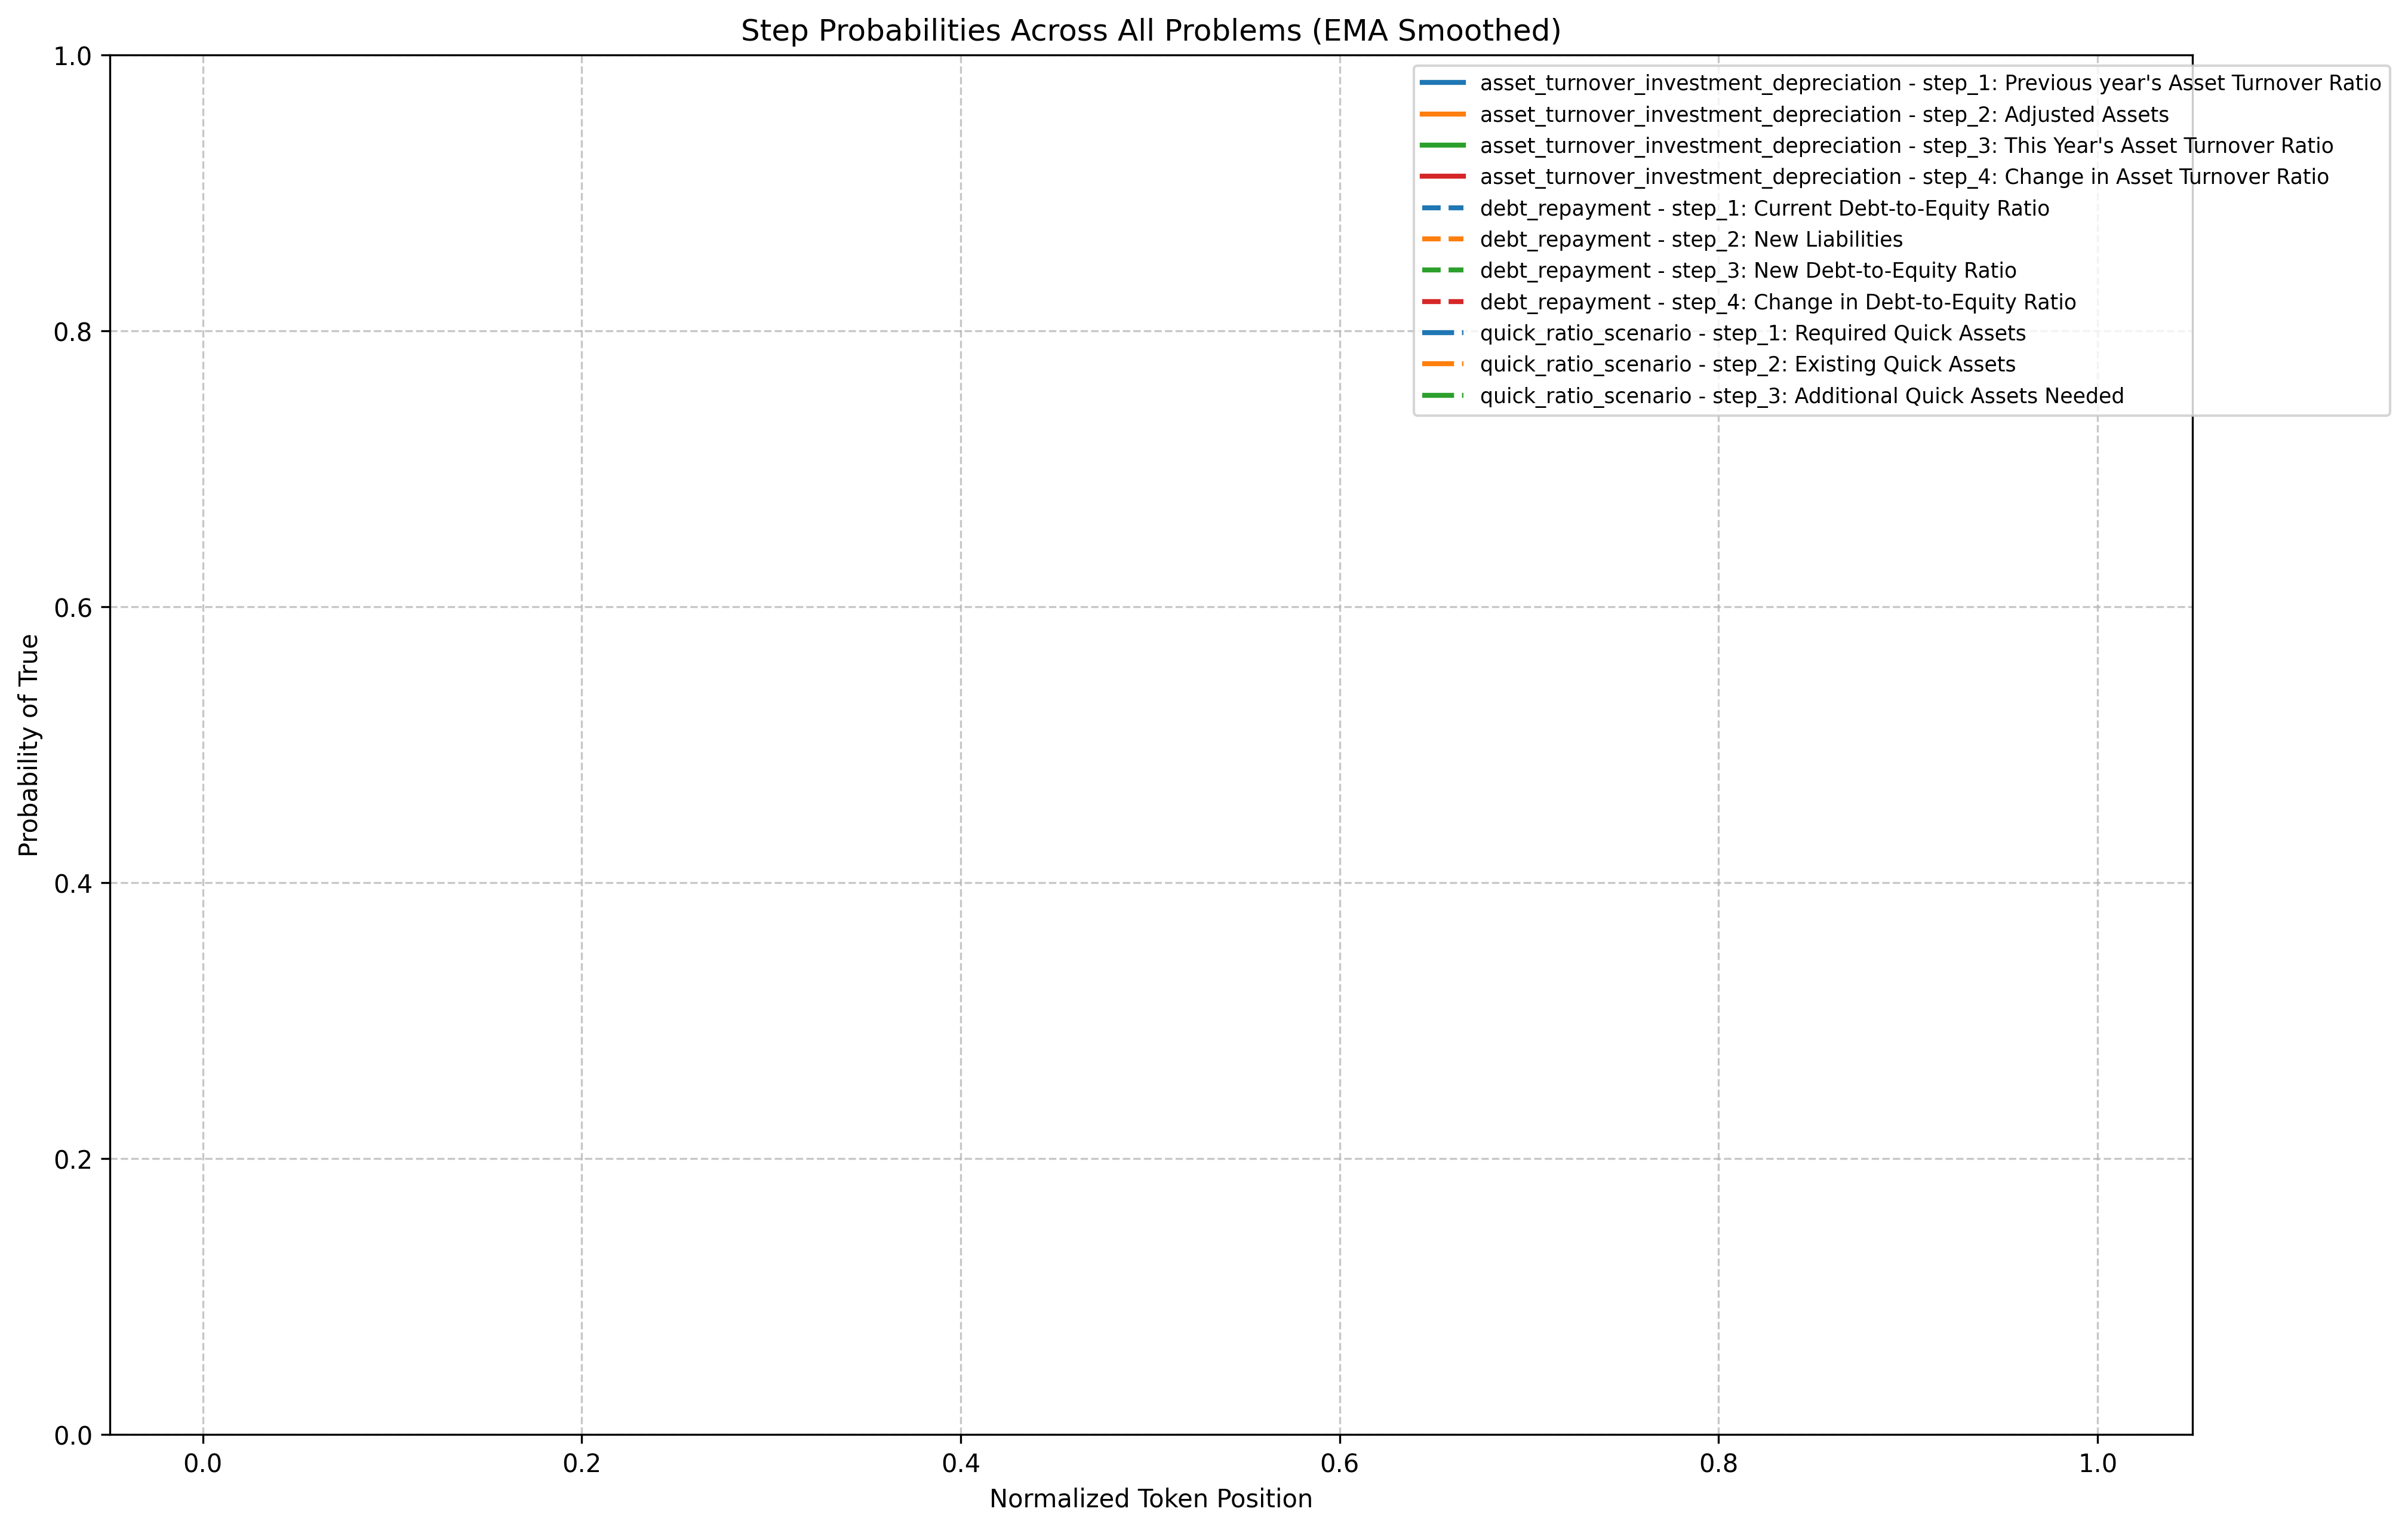 Step Probabilities Across All Problems (EMA Smoothed)
asset_turnover_investment_depreciation - step_1: Previous year's Asset Turnover Ratio
asset_turnover_investment_depreciation - step_2: Adjusted Assets
asset_turnover_investment_depreciation - step_3: This Year's Asset Turnover Ratio
asset_turnover_investment_depreciation - step_4: Change in Asset Turnover Ratio
debt_repayment - step_1: Current Debt-to-Equity Ratio
debt_repayment - step_2: New Liabilities
debt_repayment - step_3: New Debt-to-Equity Ratio
debt_repayment - step_4: Change in Debt-to-Equity Ratio
quick_ratio_scenario - step_1: Required Quick Assets
quick_ratio_scenario - step_2: Existing Quick Assets
quick_ratio_scenario - step_3: Additional Quick Assets Needed
Probability of True
1.0
0.8
0.6
0.4
0.2
0.0
0.0 0.2 0.4 0.6 0.8 1.0
Normalized Token Position